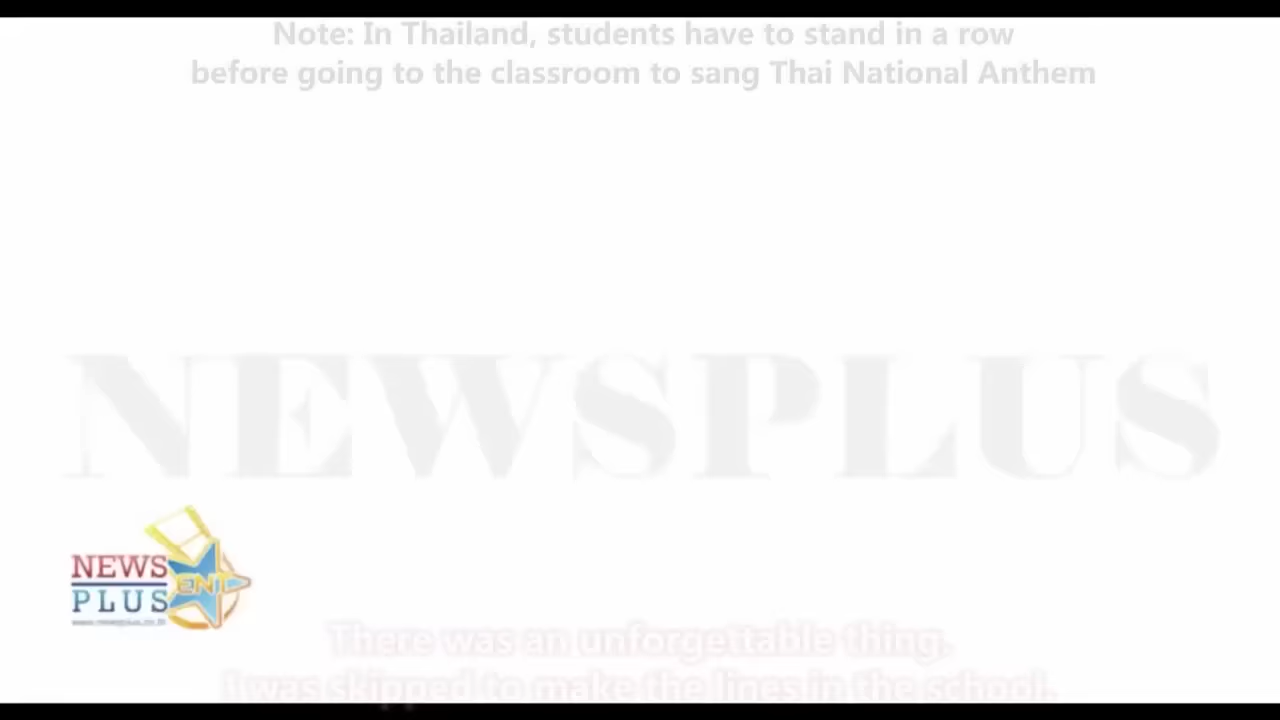 Note: In Thailand, students have to stand in a row
before going to the classroom to sang Thai National Anthem
NEWSPLUS
NEWS
PLUS
ENT
There was an unforgettable thing.
I was skipped to make the lines in the school.